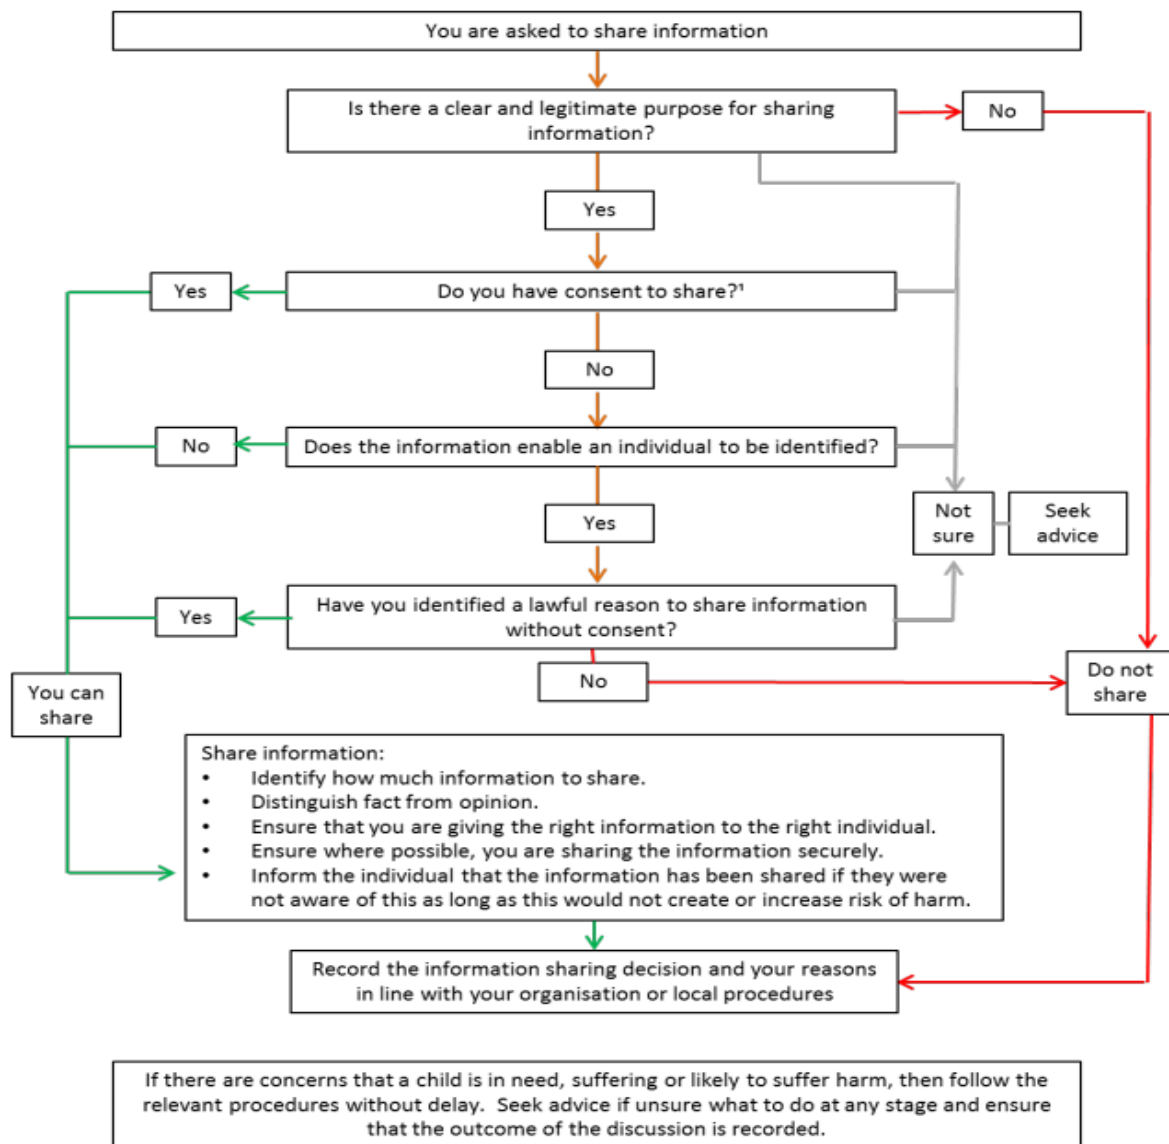 You are asked to share information
Is there a clear and legitimate purpose for sharing
information?
No
Yes
Yes
Do you have consent to share?¹
No
No
Does the information enable an individual to be identified?
Yes
Not
sure
Seek
advice
Yes
Have you identified a lawful reason to share information
without consent?
No
Do not
share
You can
share
Share information:
• Identify how much information to share.
• Distinguish fact from opinion.
• Ensure that you are giving the right information to the right individual.
• Ensure where possible, you are sharing the information securely.
• Inform the individual that the information has been shared if they were
not aware of this as long as this would not create or increase risk of harm.
Record the information sharing decision and your reasons
in line with your organisation or local procedures
If there are concerns that a child is in need, suffering or likely to suffer harm, then follow the
relevant procedures without delay. Seek advice if unsure what to do at any stage and ensure
that the outcome of the discussion is recorded.